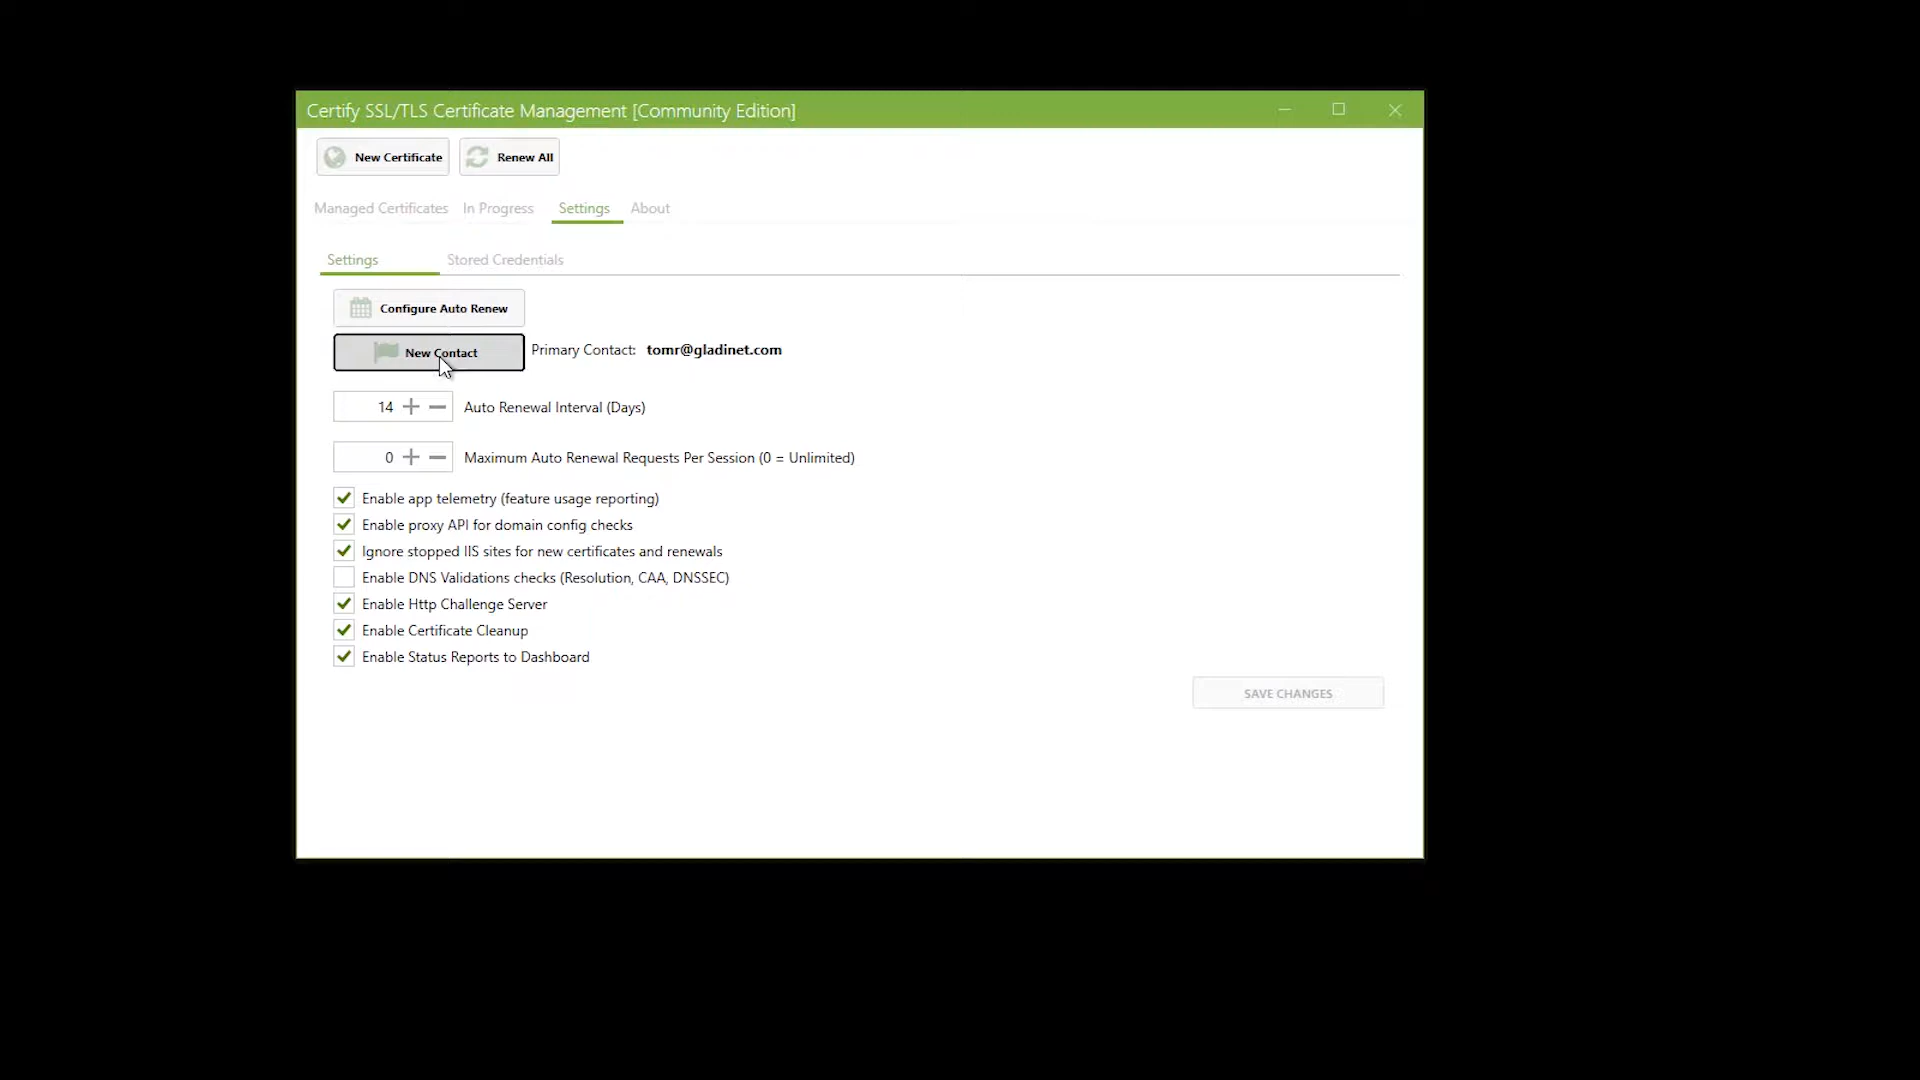 Certify SSL/TLS Certificate Management [Community Edition]
New Certificate Renew All
Managed Certificates In Progress Settings About
Settings Stored Credentials
Configure Auto Renew
New Contact Primary Contact: tomr@gladinet.com
14 Auto Renewal Interval (Days)
0 Maximum Auto Renewal Requests Per Session (0 = Unlimited)
Enable app telemetry (feature usage reporting)
Enable proxy API for domain config checks
Ignore stopped IIS sites for new certificates and renewals
Enable DNS Validations checks (Resolution, CAA, DNSSEC)
Enable Http Challenge Server
Enable Certificate Cleanup
Enable Status Reports to Dashboard
SAVE CHANGES